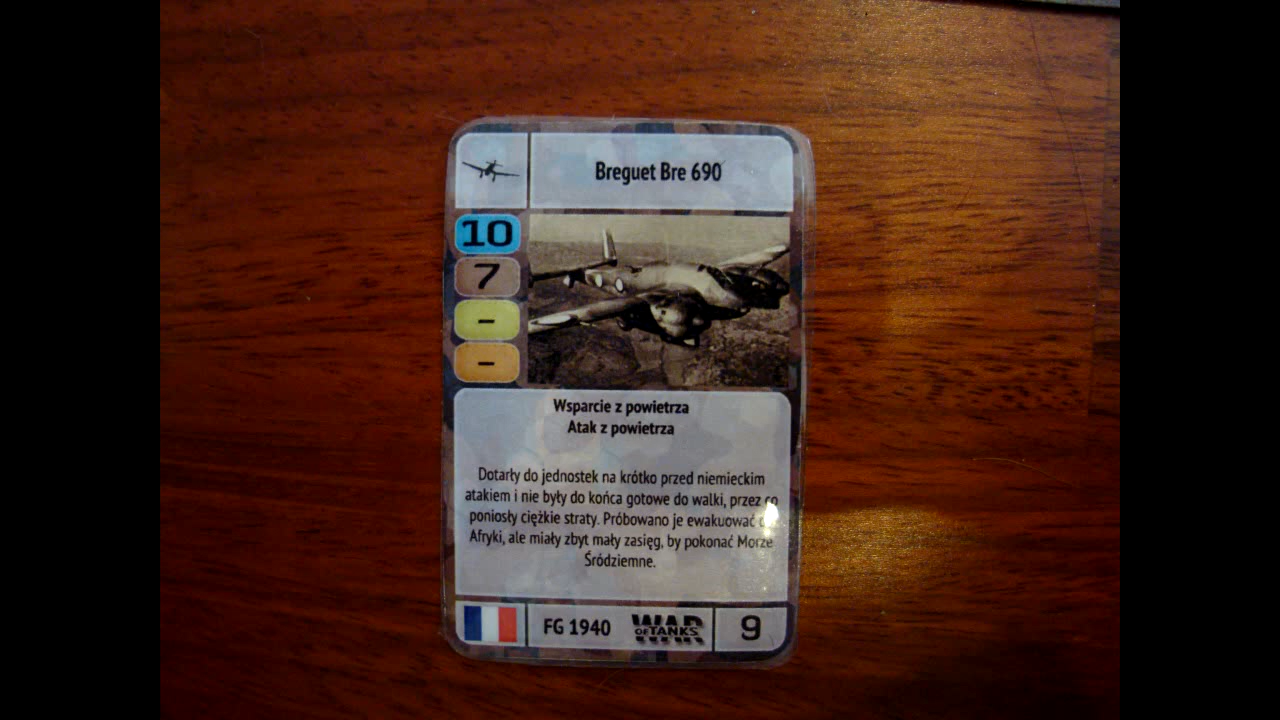 Breguet Bre 690
10
7
-
-
Wsparcie z powietrza
Atak z powietrza
Dotarły do jednostek na krótko przed niemieckim
atakiem i nie były do końca gotowe do walki, przez co
poniosły ciężkie straty. Próbowano je ewakuować
Afryki, ale miały zbyt mały zasięg, by pokonać Morze
Śródziemne.
FG 1940
WAR OF TANKS
9